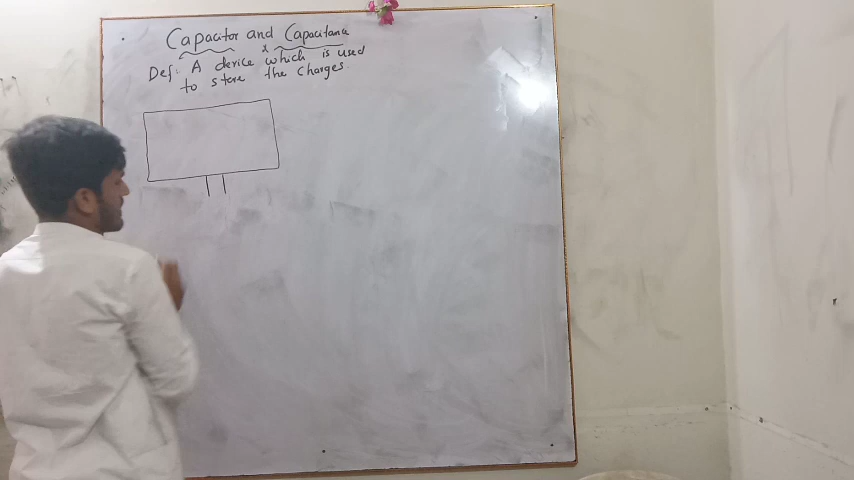 Capacitor and Capacitance
Def: A device which is used
to store the charges